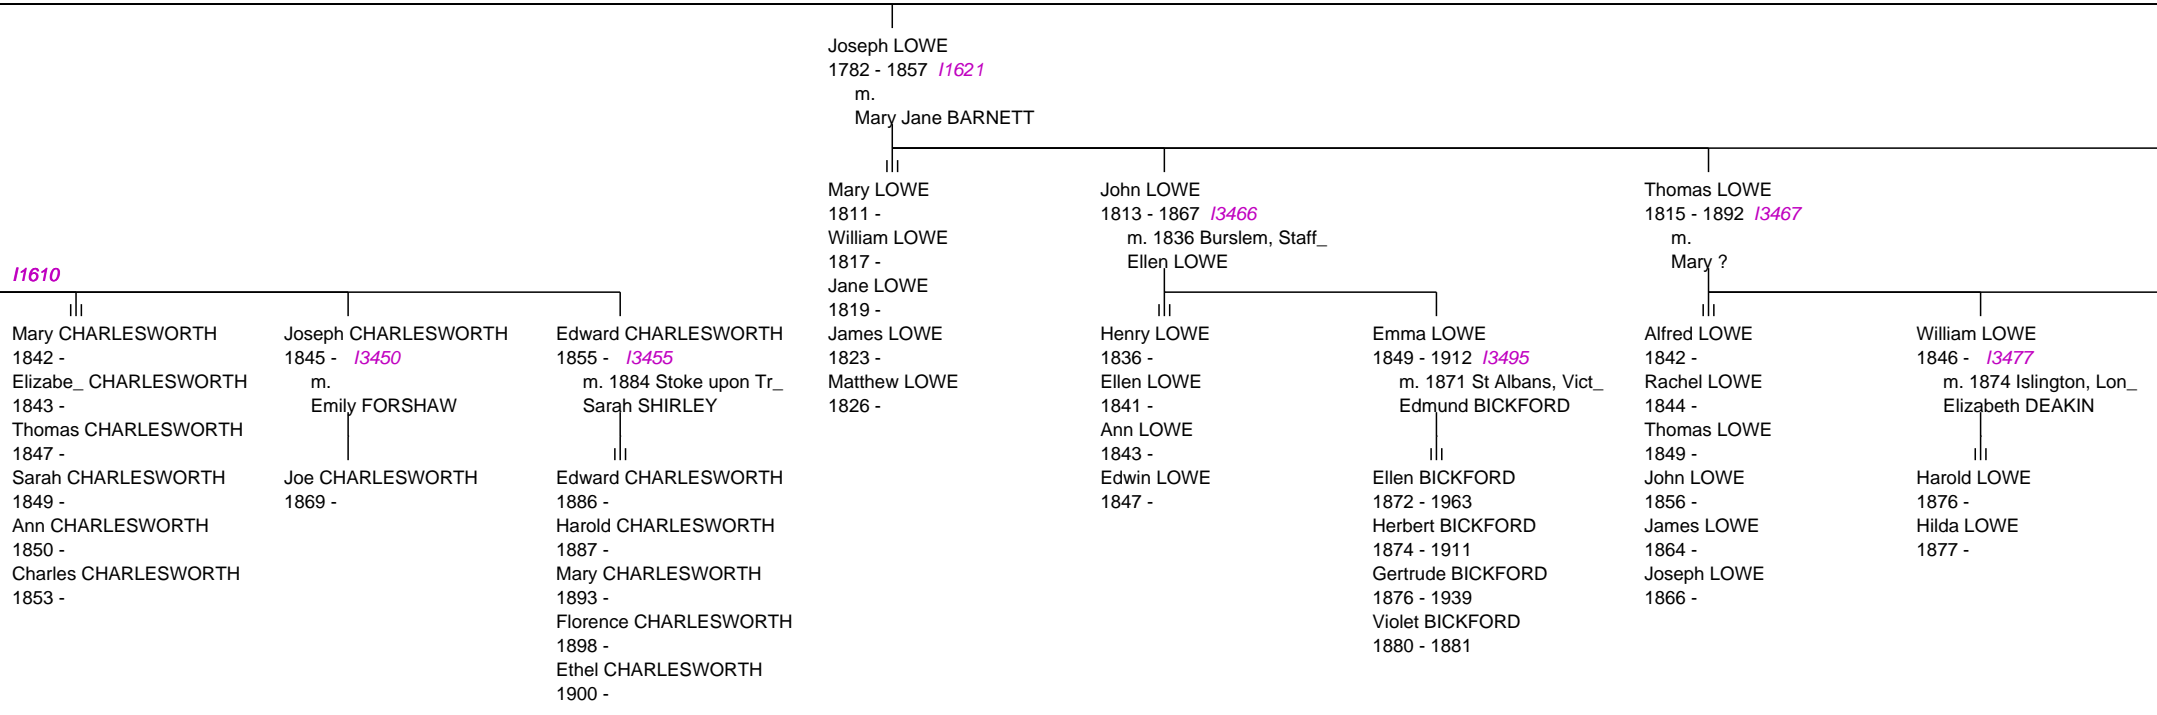 Joseph LOWE
1782 - 1857 I1621
m.
Mary Jane BARNETT
Mary LOWE
1811 -
William LOWE
1817 -
Jane LOWE
1819 -
James LOWE
1823 -
Matthew LOWE
1826 -
John LOWE
1813 - 1867 I3466
m. 1836 Burslem, Staff_
Ellen LOWE
Thomas LOWE
1815 - 1892 I3467
m.
Mary ?
I1610
Mary CHARLESWORTH
1842 -
Elizabe_ CHARLESWORTH
1843 -
Thomas CHARLESWORTH
1847 -
Sarah CHARLESWORTH
1849 -
Ann CHARLESWORTH
1850 -
Charles CHARLESWORTH
1853 -
Joseph CHARLESWORTH
1845 - I3450
m.
Emily FORSHAW
Joe CHARLESWORTH
1869 -
Edward CHARLESWORTH
1855 - I3455
m. 1884 Stoke upon Tr_
Sarah SHIRLEY
Edward CHARLESWORTH
1886 -
Harold CHARLESWORTH
1887 -
Mary CHARLESWORTH
1893 -
Florence CHARLESWORTH
1898 -
Ethel CHARLESWORTH
1900 -
Henry LOWE
1836 -
Ellen LOWE
1841 -
Ann LOWE
1843 -
Edwin LOWE
1847 -
Emma LOWE
1849 - 1912 I3495
m. 1871 St Albans, Vict_
Edmund BICKFORD
Ellen BICKFORD
1872 - 1963
Herbert BICKFORD
1874 - 1911
Gertrude BICKFORD
1876 - 1939
Violet BICKFORD
1880 - 1881
Alfred LOWE
1842 -
Rachel LOWE
1844 -
Thomas LOWE
1849 -
John LOWE
1856 -
James LOWE
1864 -
Joseph LOWE
1866 -
William LOWE
1846 - I3477
m. 1874 Islington, Lon_
Elizabeth DEAKIN
Harold LOWE
1876 -
Hilda LOWE
1877 -